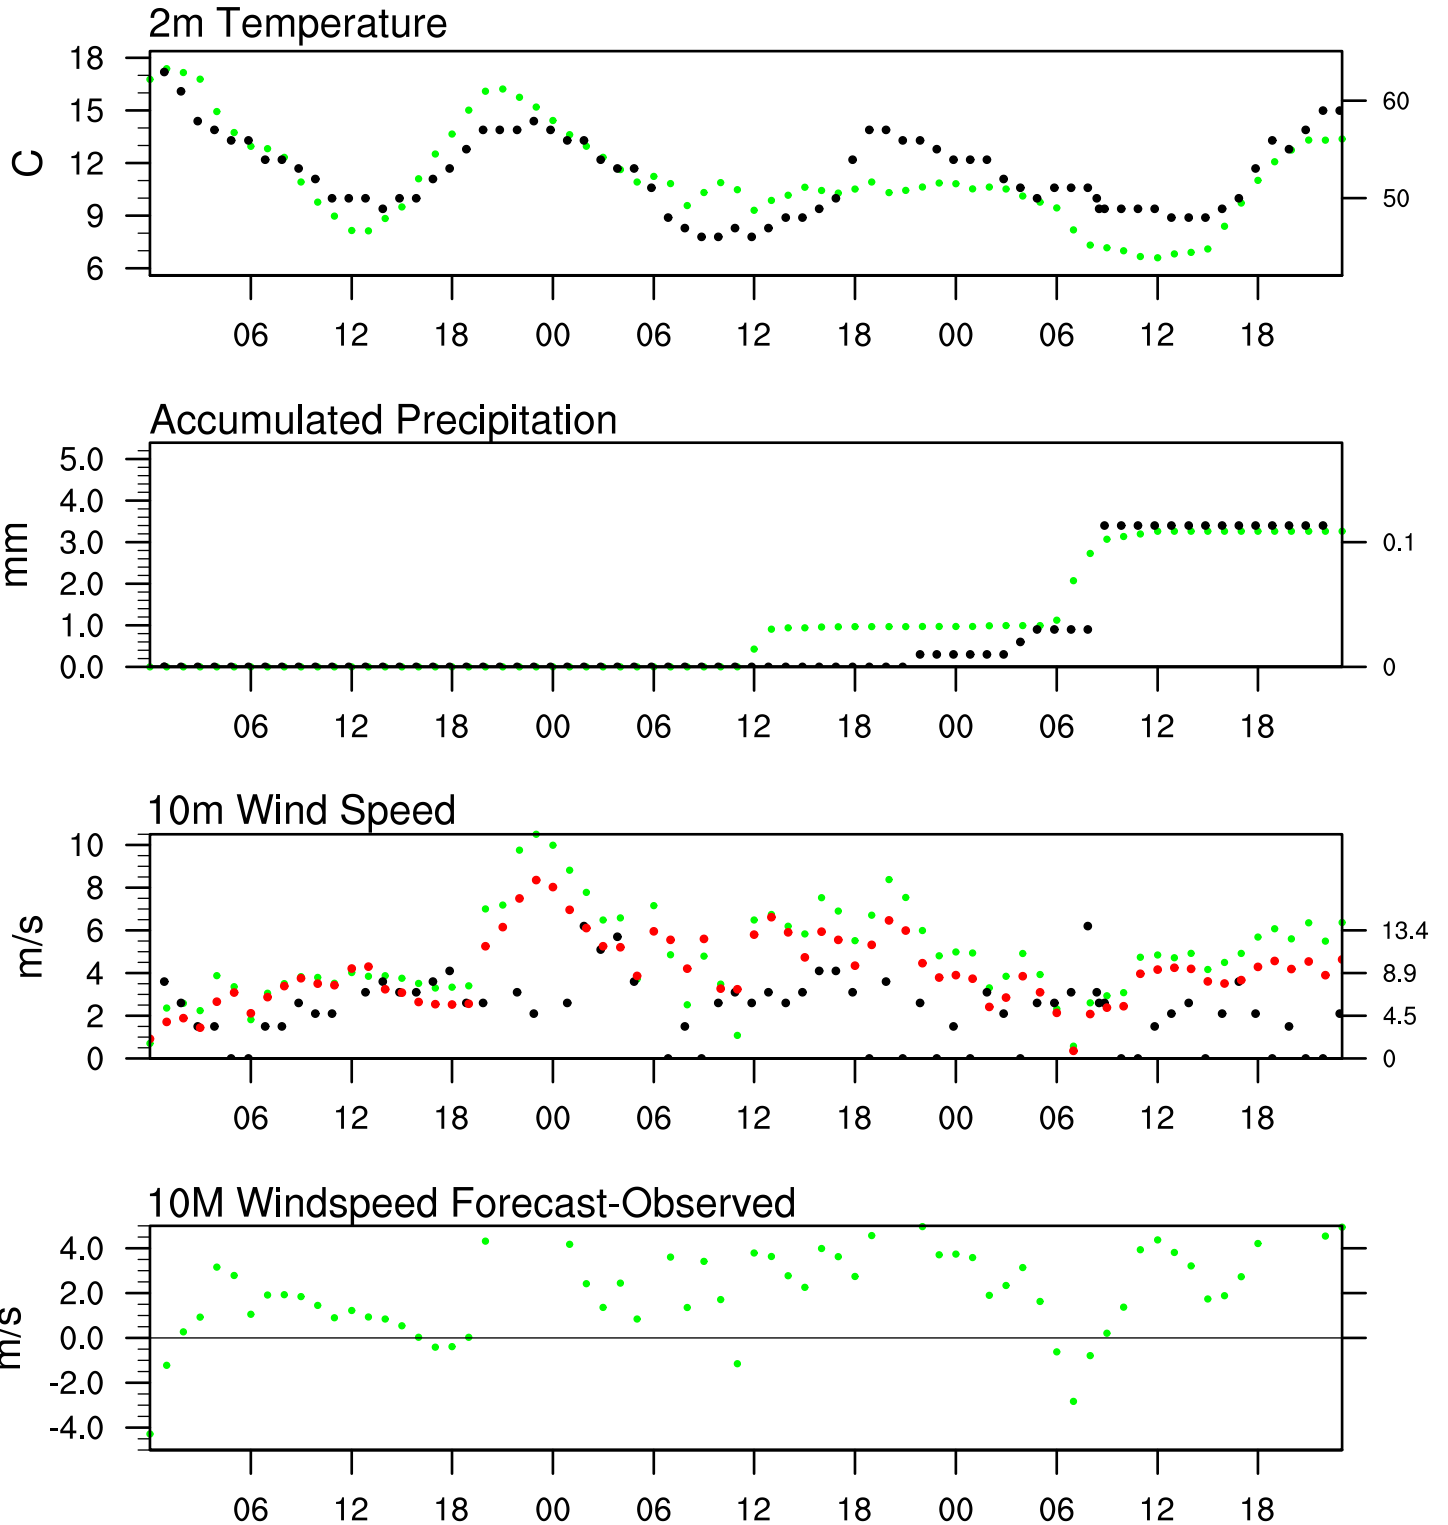 2m Temperature
18
15
12
9
6
C
60
50
06 12 18 00 06 12 18 00 06 12 18
Accumulated Precipitation
5.0
4.0
3.0
2.0
1.0
0.0
mm
0.1
0
06 12 18 00 06 12 18 00 06 12 18
10m Wind Speed
10
8
6
4
2
0
m/s
13.4
8.9
4.5
0
06 12 18 00 06 12 18 00 06 12 18
10M Windspeed Forecast-Observed
4.0
2.0
0.0
-2.0
-4.0
m/s
06 12 18 00 06 12 18 00 06 12 18